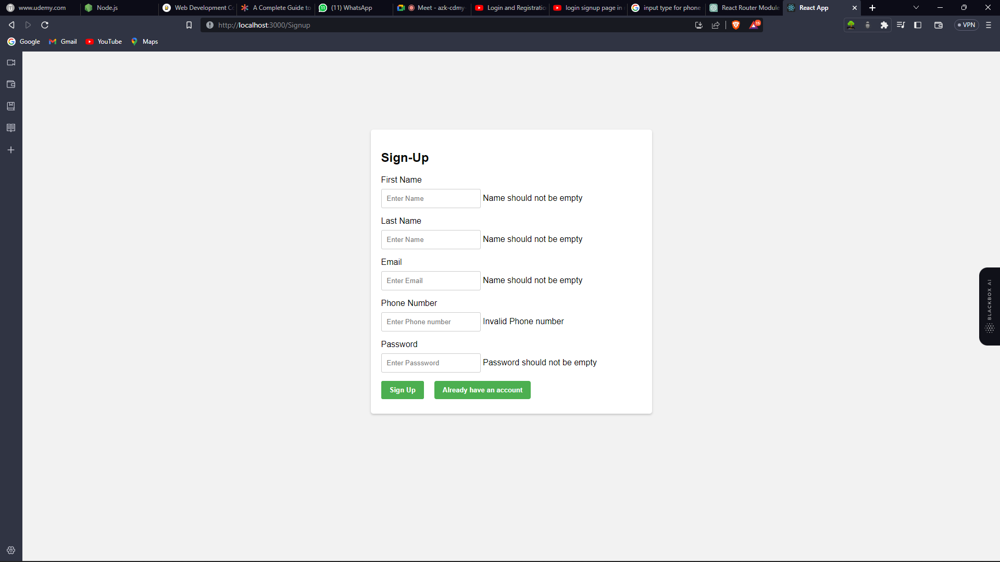 www.udemy.com
Node.js
Web Development Co
A Complete Guide to
(11) WhatsApp
Meet - azk-cdmy-
Login and Registratio
login signup page in
input type for phone
React Router Module
React App
http://localhost:3000/Signup
15
VPN
Google
Gmail
YouTube
Maps
Sign-Up
First Name
Enter Name Name should not be empty
Last Name
Enter Name Name should not be empty
Email
Enter Email Name should not be empty
Phone Number
Enter Phone number Invalid Phone number
Password
Enter Passsword Password should not be empty
Sign Up Already have an account
BLACKBOX AI